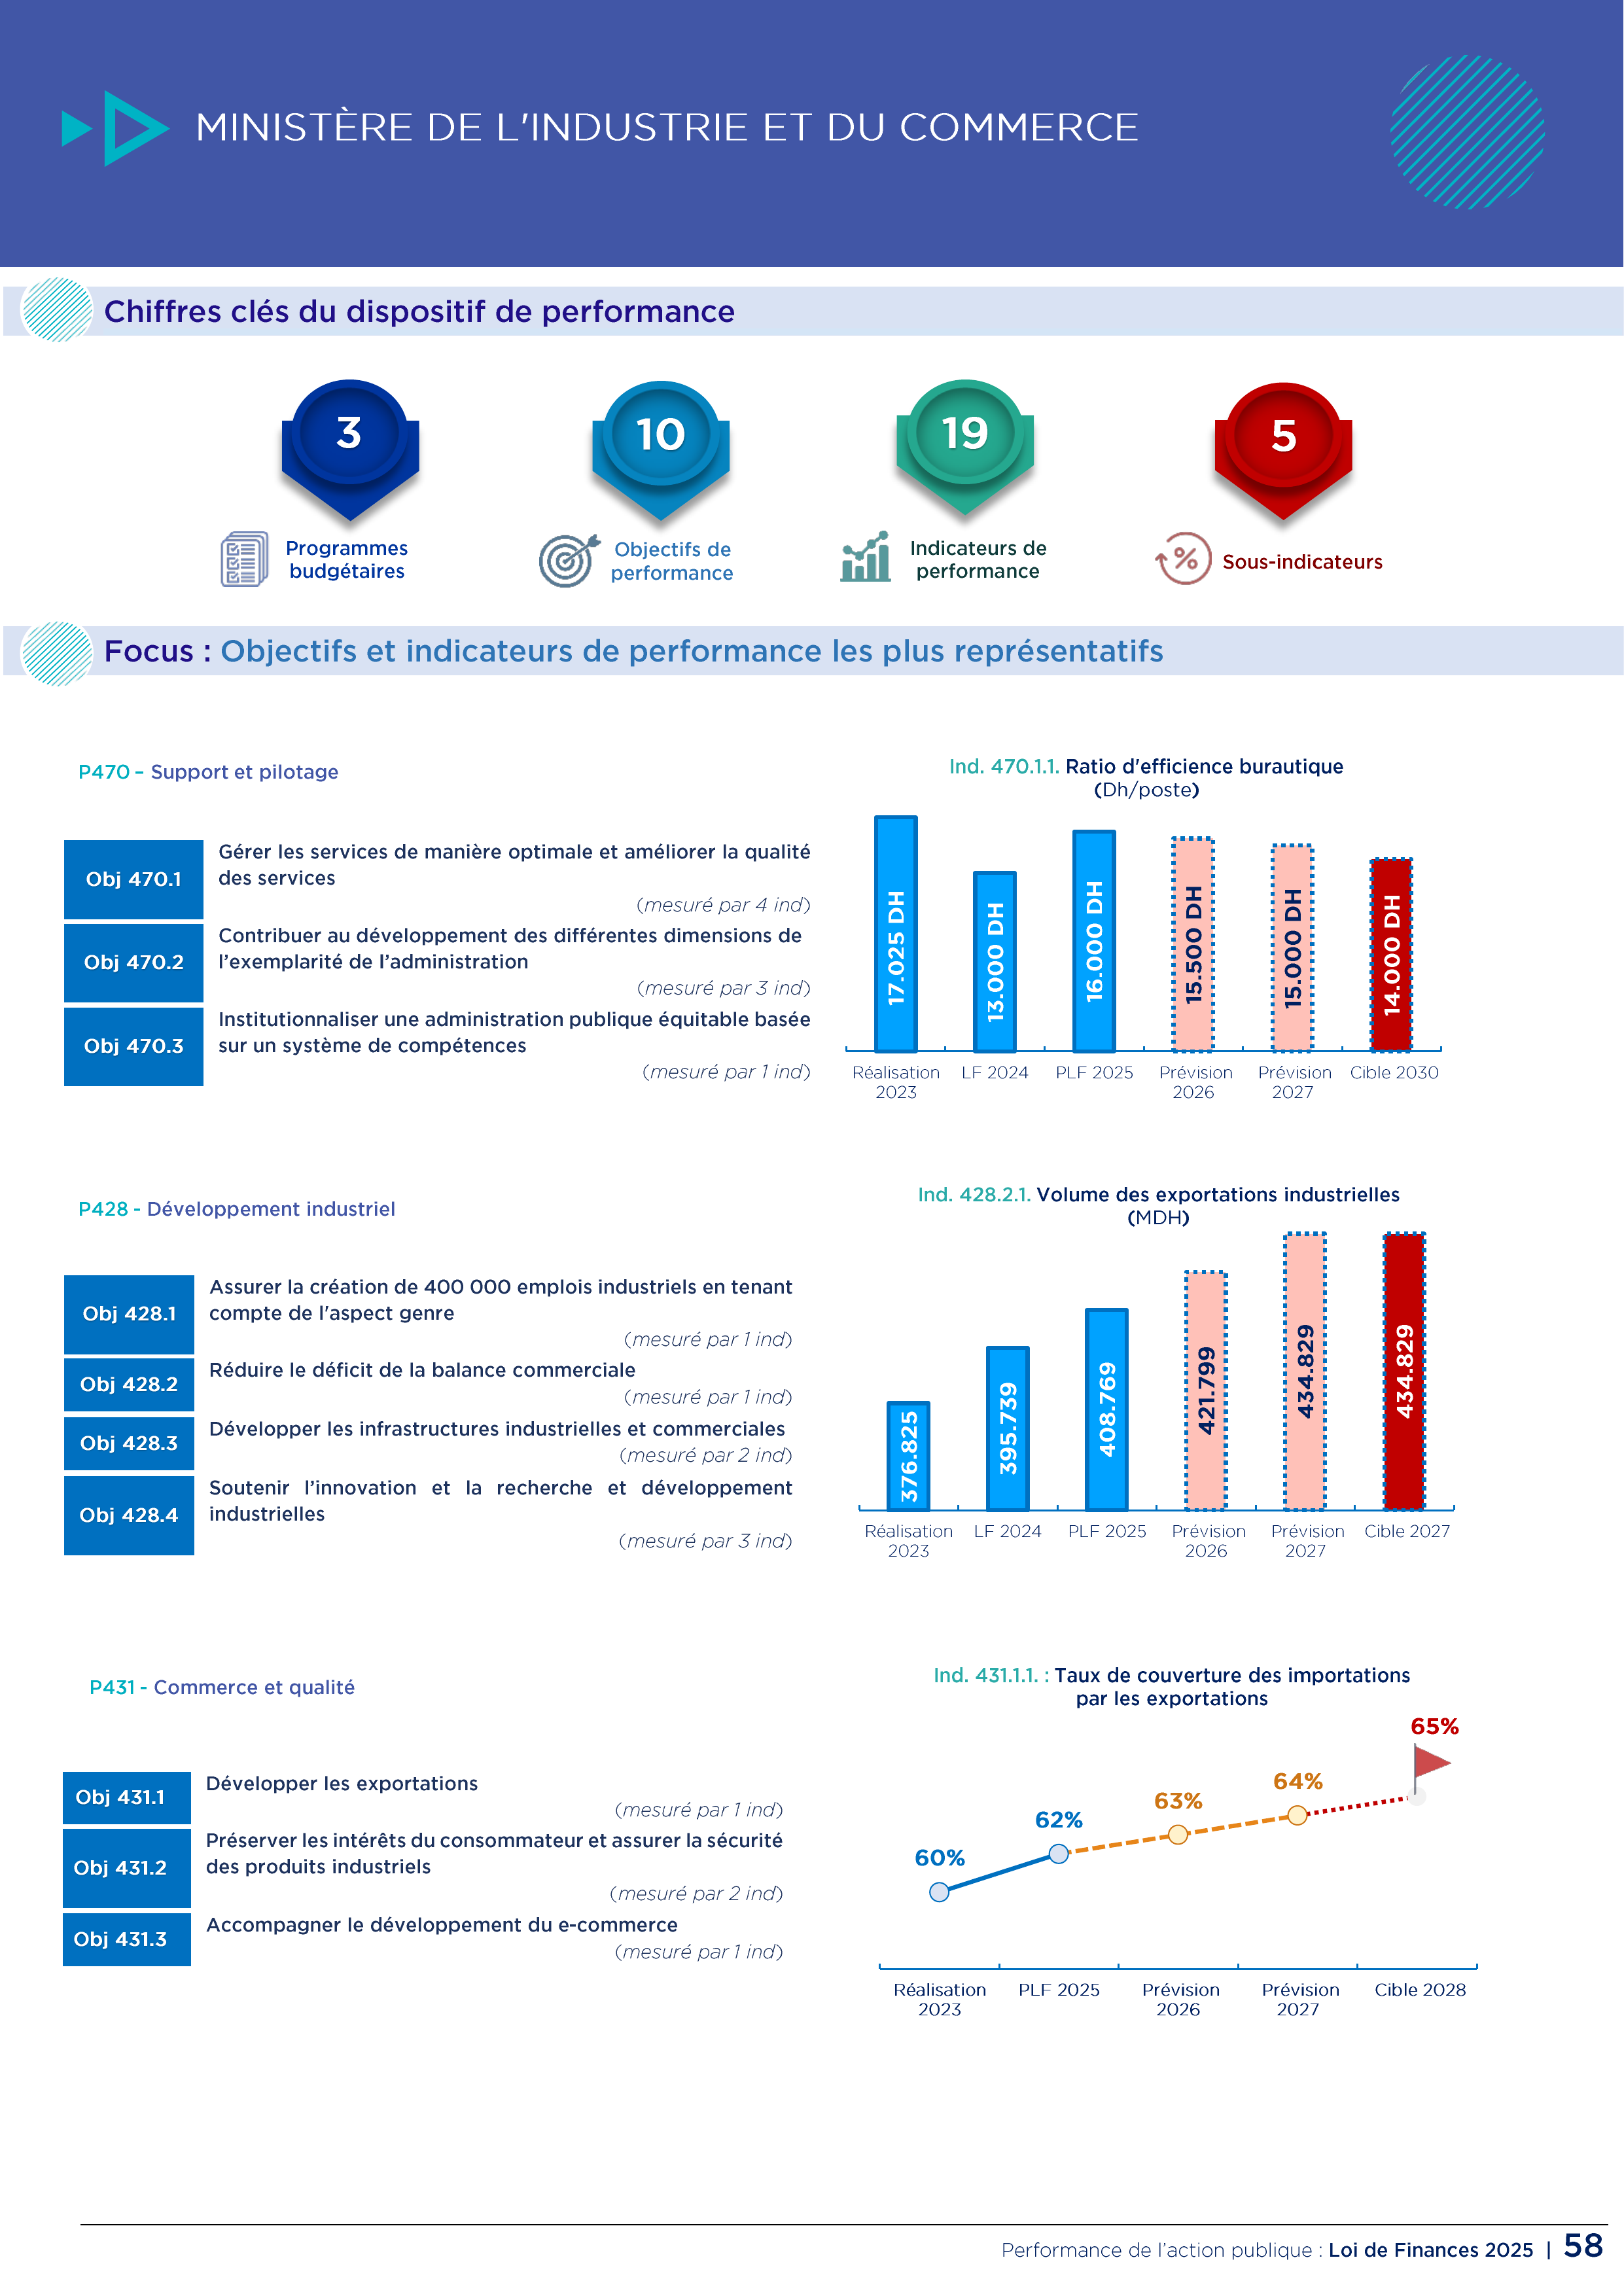 MINISTÈRE DE L'INDUSTRIE ET DU COMMERCE
Chiffres clés du dispositif de performance
3
10
19
5
Programmes
budgétaires
Objectifs de
performance
Indicateurs de
performance
%
Sous-indicateurs
Focus : Objectifs et indicateurs de performance les plus représentatifs
P470 – Support et pilotage
Obj 470.1
Gérer les services de manière optimale et améliorer la qualité
des services
(mesuré par 4 ind)
Obj 470.2
Contribuer au développement des différentes dimensions de
l’exemplarité de l’administration
(mesuré par 3 ind)
Obj 470.3
Institutionnaliser une administration publique équitable basée
sur un système de compétences
(mesuré par 1 ind)
Ind. 470.1.1. Ratio d'efficience burautique
(Dh/poste)
17.025 DH
13.000 DH
16.000 DH
15.500 DH
15.000 DH
14.000 DH
Réalisation
2023
LF 2024
PLF 2025
Prévision
2026
Prévision
2027
Cible 2030
P428 - Développement industriel
Obj 428.1
Assurer la création de 400 000 emplois industriels en tenant
compte de l'aspect genre
(mesuré par 1 ind)
Obj 428.2
Réduire le déficit de la balance commerciale
(mesuré par 1 ind)
Obj 428.3
Développer les infrastructures industrielles et commerciales
(mesuré par 2 ind)
Obj 428.4
Soutenir l’innovation et la recherche et développement
industrielles
(mesuré par 3 ind)
Ind. 428.2.1. Volume des exportations industrielles
(MDH)
376.825
395.739
408.769
421.799
434.829
434.829
Réalisation
2023
LF 2024
PLF 2025
Prévision
2026
Prévision
2027
Cible 2027
P431 - Commerce et qualité
Obj 431.1
Développer les exportations
(mesuré par 1 ind)
Obj 431.2
Préserver les intérêts du consommateur et assurer la sécurité
des produits industriels
(mesuré par 2 ind)
Obj 431.3
Accompagner le développement du e-commerce
(mesuré par 1 ind)
Ind. 431.1.1. : Taux de couverture des importations
par les exportations
60%
62%
63%
64%
65%
Réalisation
2023
PLF 2025
Prévision
2026
Prévision
2027
Cible 2028
Performance de l’action publique : Loi de Finances 2025 | 58